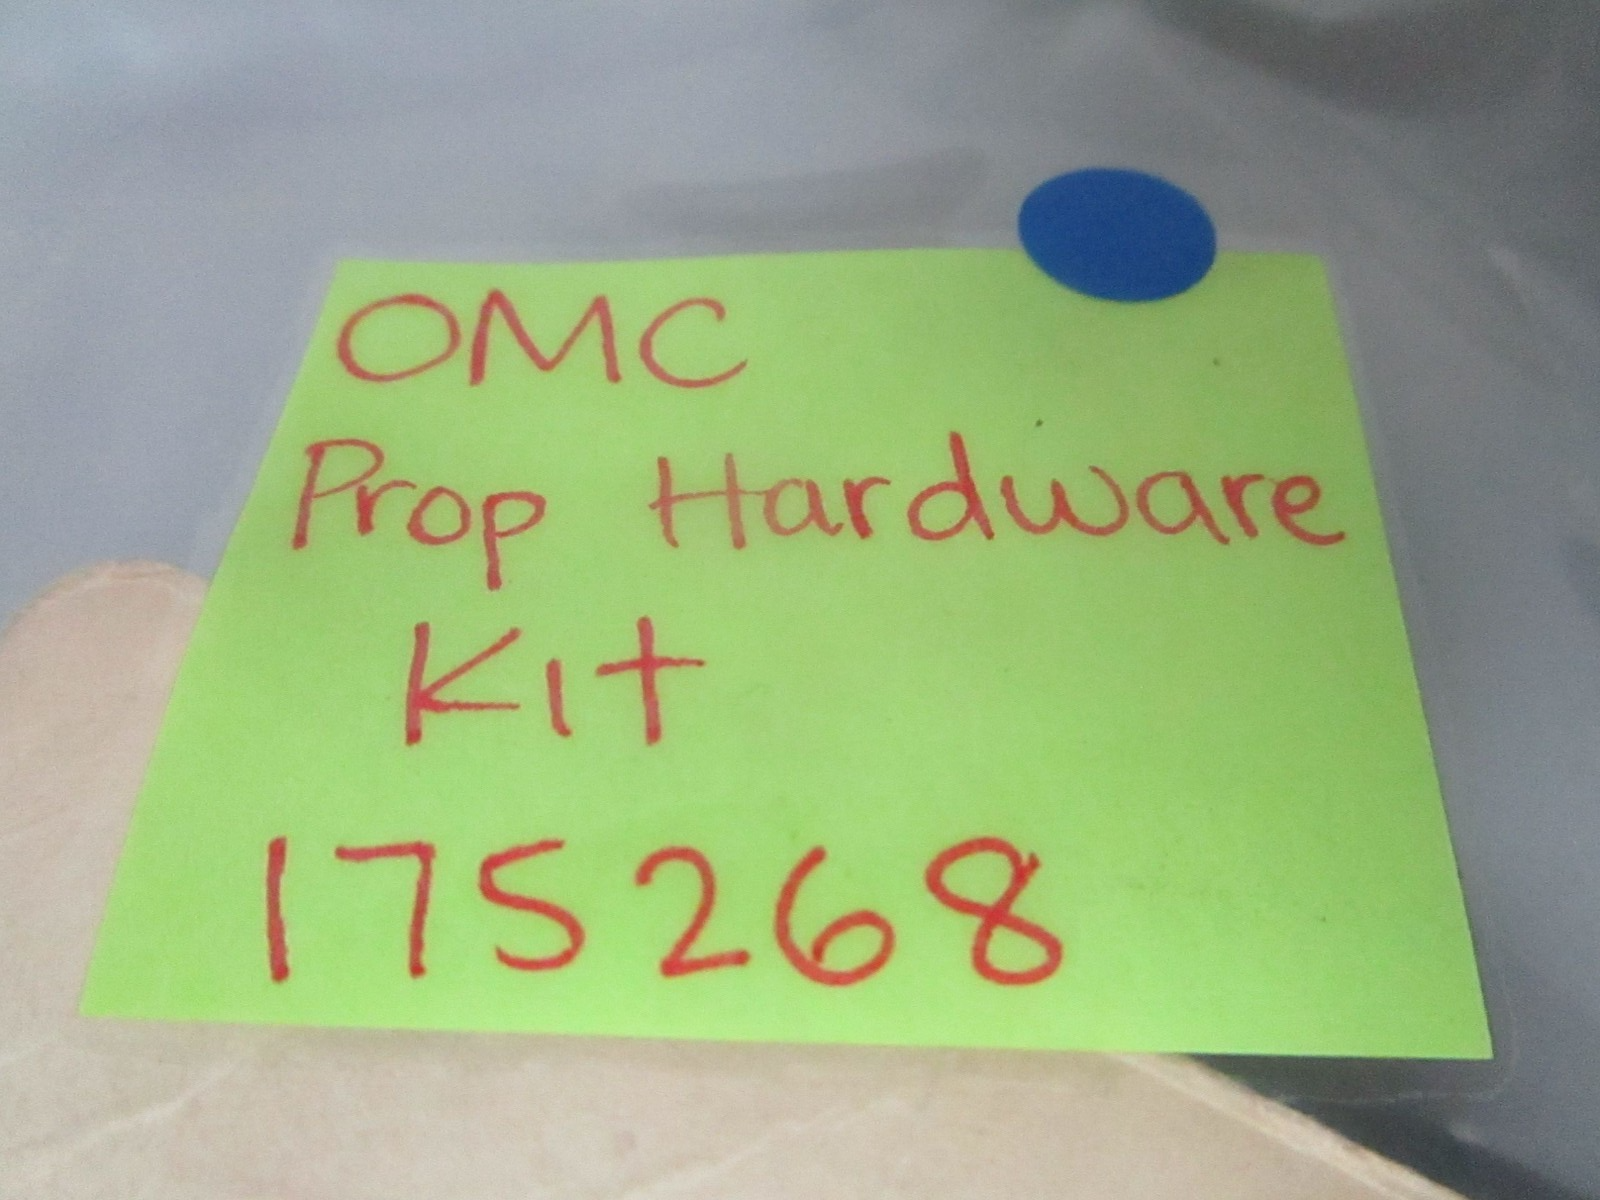 OMC
Prop Hardware
Kit
175268